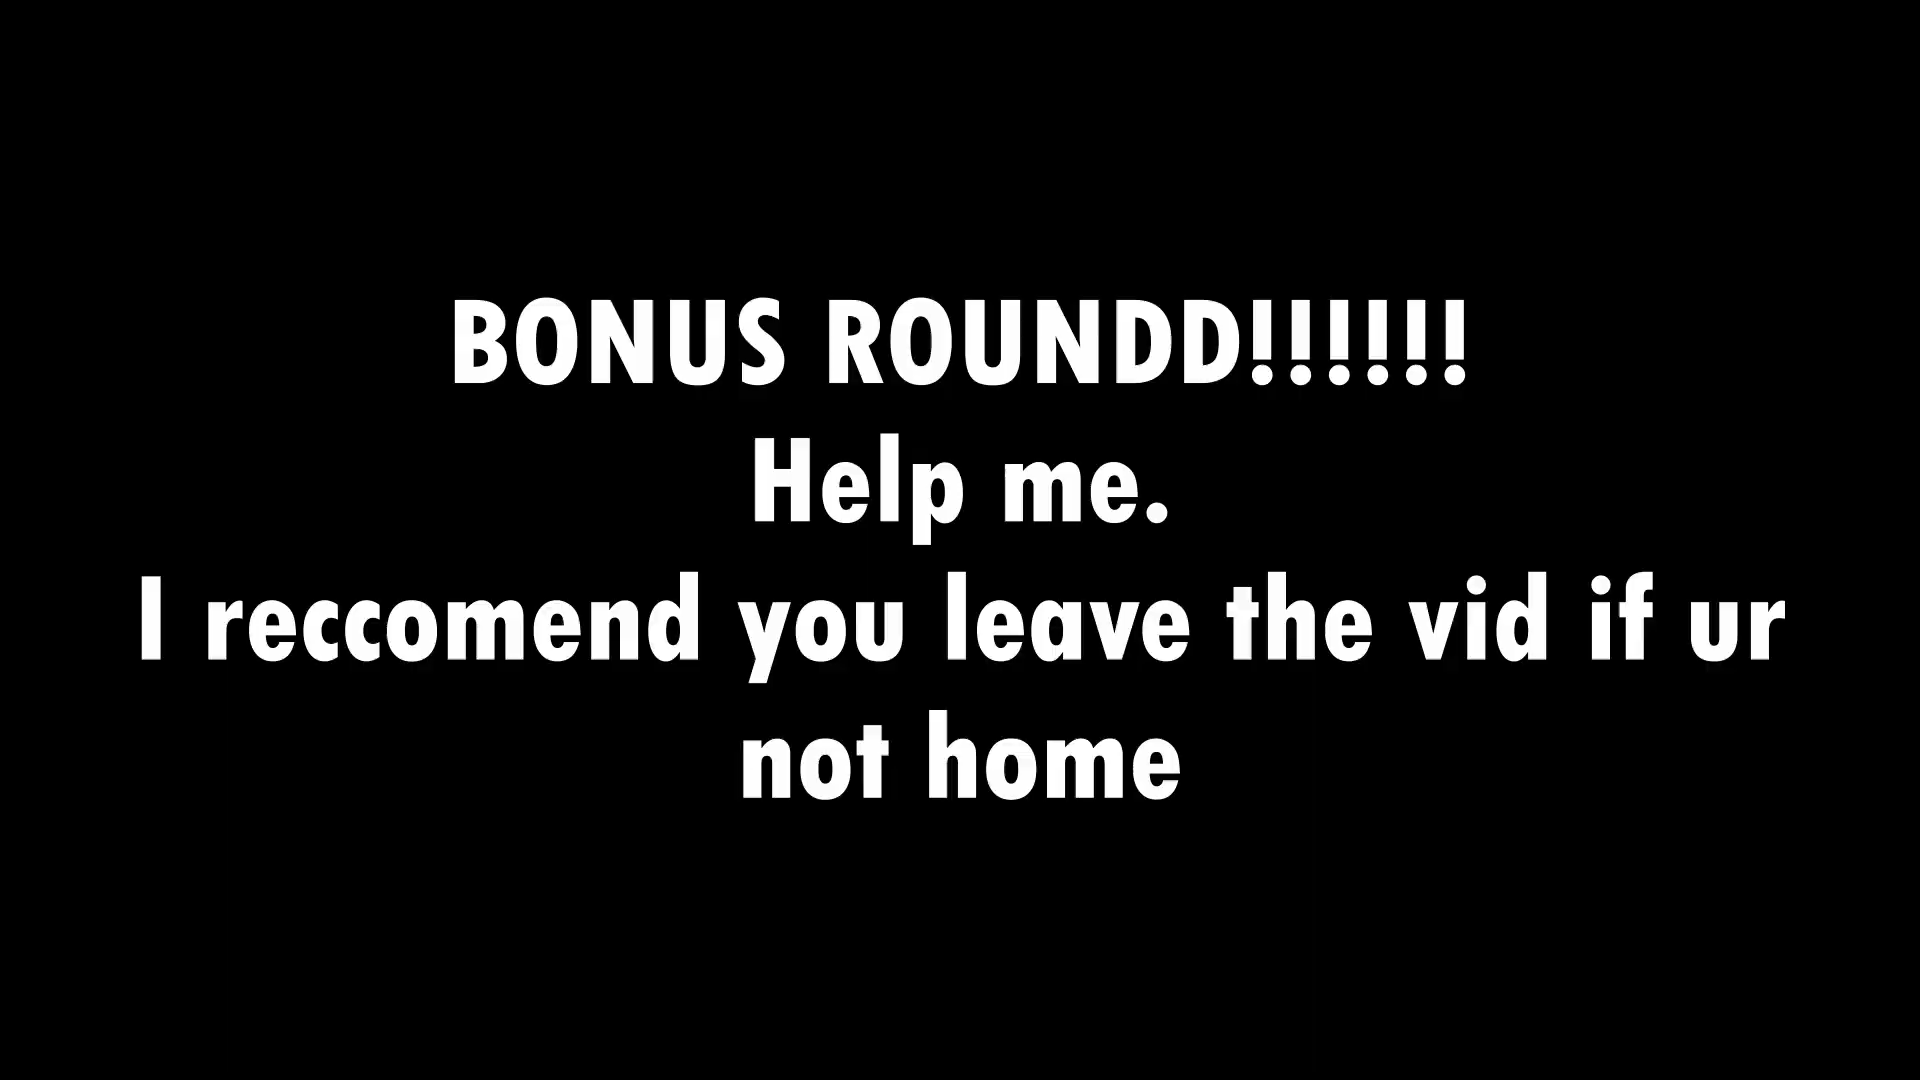 BONUS ROUNDD!!!!!!
Help me.
I reccomend you leave the vid if ur
not home